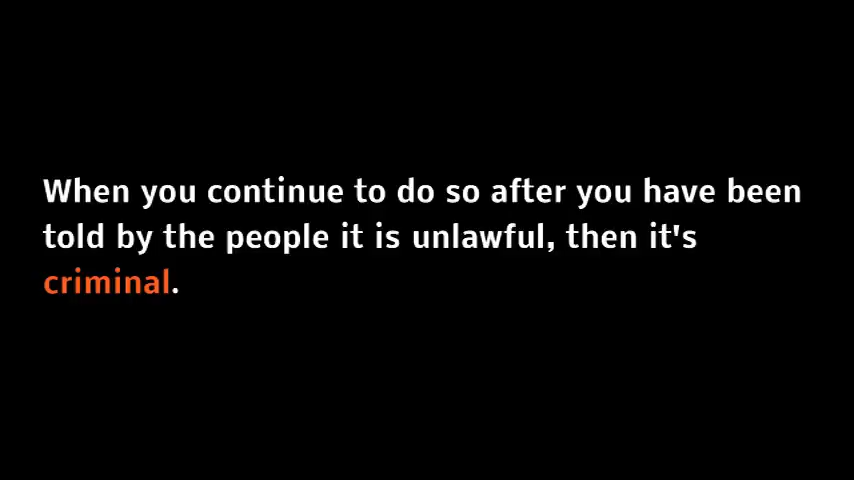 When you continue to do so after you have been
told by the people it is unlawful, then it's
criminal.